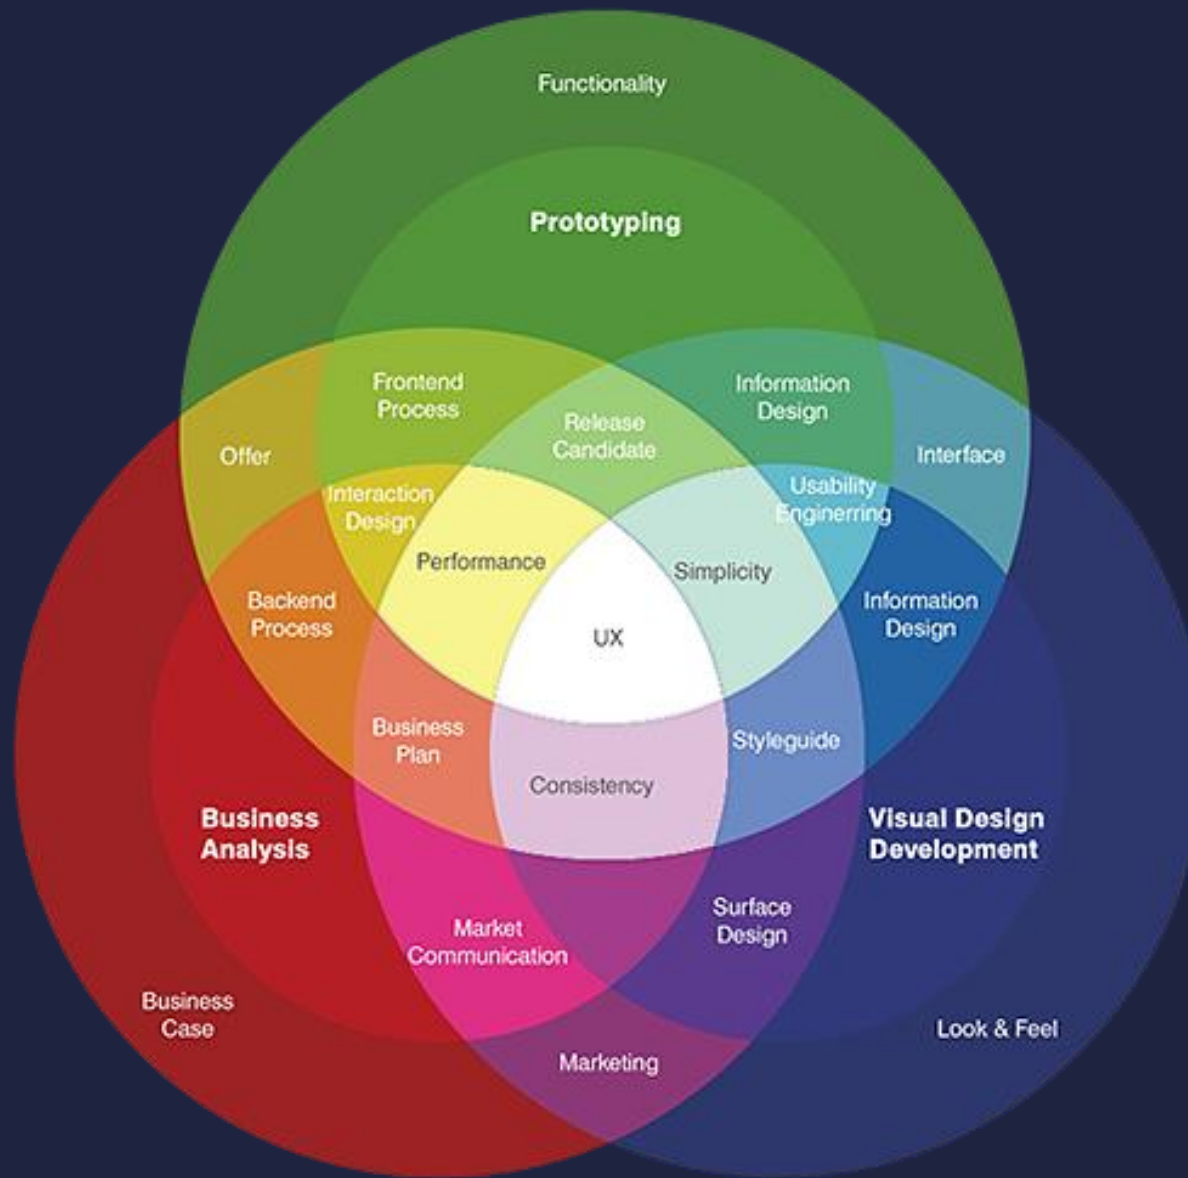 Functionality
Prototyping
Frontend
Process
Information
Design
Release
Candidate
Offer
Interface
Interaction
Design
Usability
Enginerring
Performance
Simplicity
Backend
Process
Information
Design
UX
Business
Plan
Styleguide
Consistency
Business
Analysis
Visual Design
Development
Surface
Design
Market
Communication
Business
Case
Look & Feel
Marketing